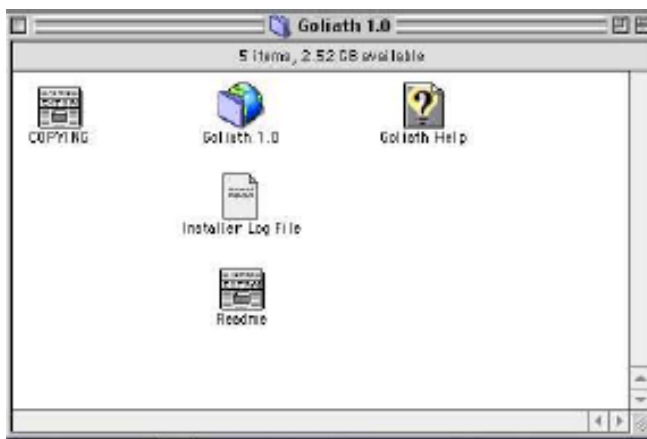 Goliath 1.0
5 items, 2.52 GB available
COPYING
Goliath 1.0
Goliath Help
Installer Log File
Readme